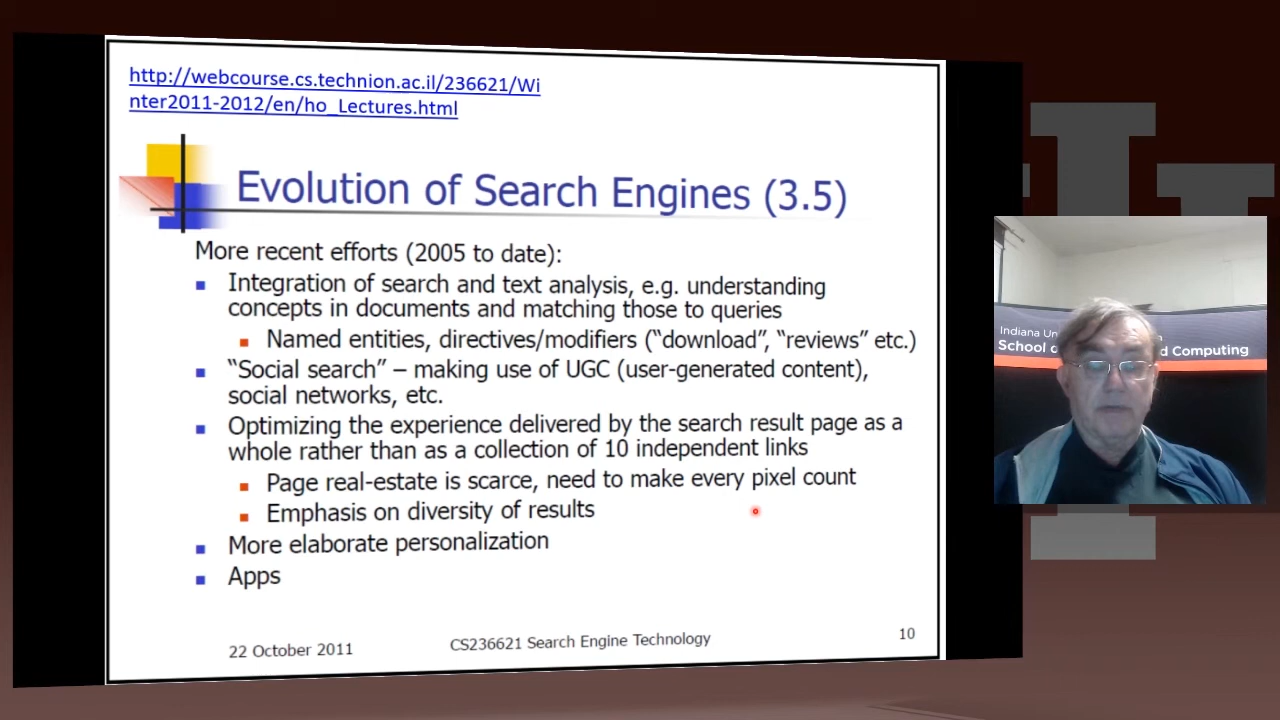 http://webcourse.cs.technion.ac.il/236621/Wi
nter2011-2012/en/ho_Lectures.html
Evolution of Search Engines (3.5)
More recent efforts (2005 to date):
Integration of search and text analysis, e.g. understanding
concepts in documents and matching those to queries
Named entities, directives/modifiers (“download”, “reviews” etc.)
“Social search” – making use of UGC (user-generated content),
social networks, etc.
Optimizing the experience delivered by the search result page as a
whole rather than as a collection of 10 independent links
Page real-estate is scarce, need to make every pixel count
Emphasis on diversity of results
More elaborate personalization
Apps
22 October 2011
CS236621 Search Engine Technology
10
Indiana
School
Computing